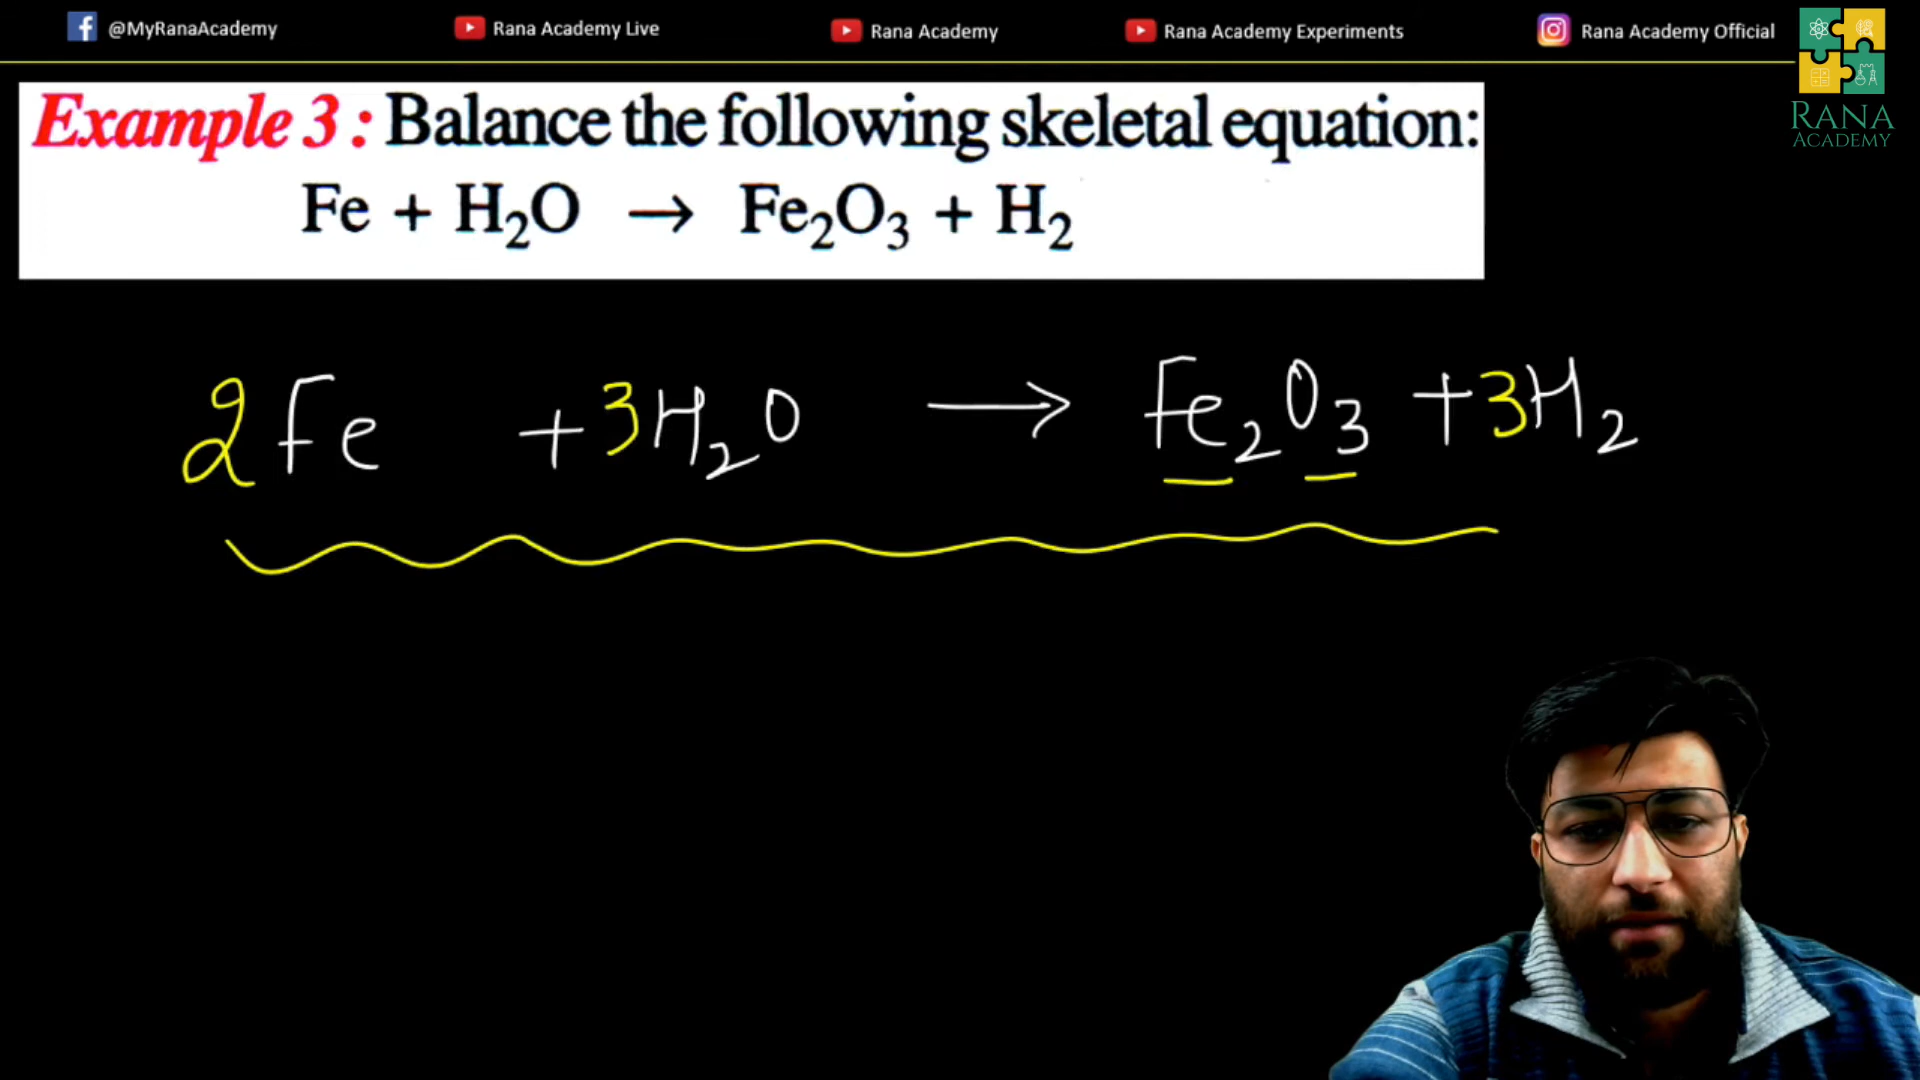 @MyRanaAcademy Rana Academy Live Rana Academy Rana Academy Experiments Rana Academy Official
RANA
ACADEMY
Example 3 : Balance the following skeletal equation:
Fe + H₂O → Fe₂O₃ + H₂
2Fe + 3H₂O → Fe₂O₃ + 3H₂